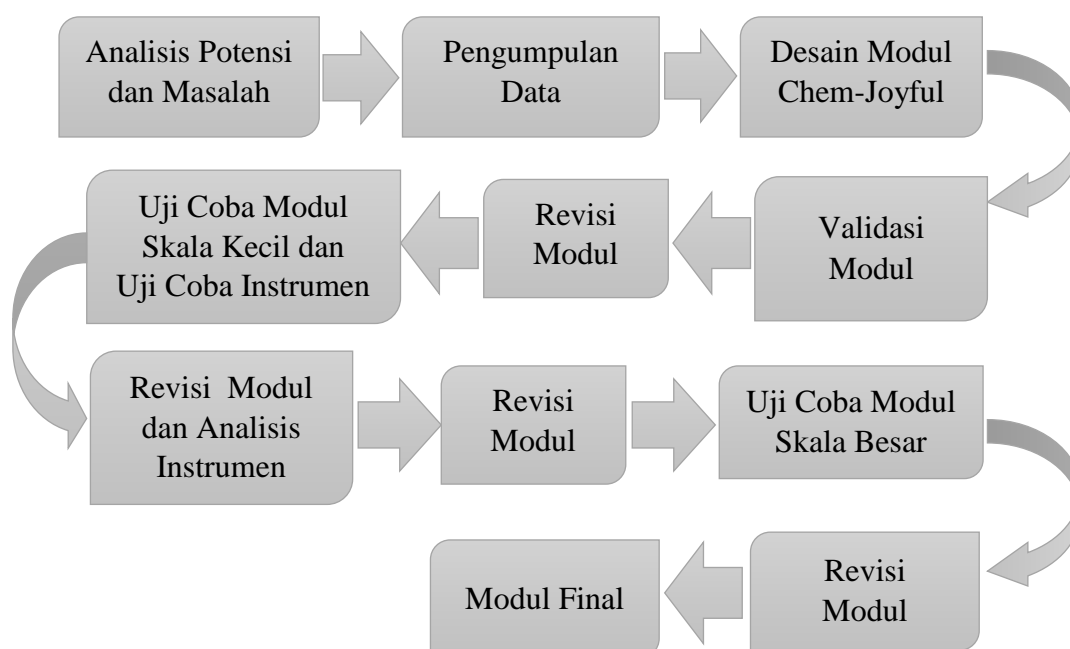 Analisis Potensi
dan Masalah
Pengumpulan
Data
Desain Modul
Chem-Joyful
Validasi
Modul
Revisi
Modul
Uji Coba Modul
Skala Kecil dan
Uji Coba Instrumen
Revisi  Modul
dan Analisis
Instrumen
Revisi
Modul
Uji Coba Modul
Skala Besar
Revisi
Modul
Modul Final